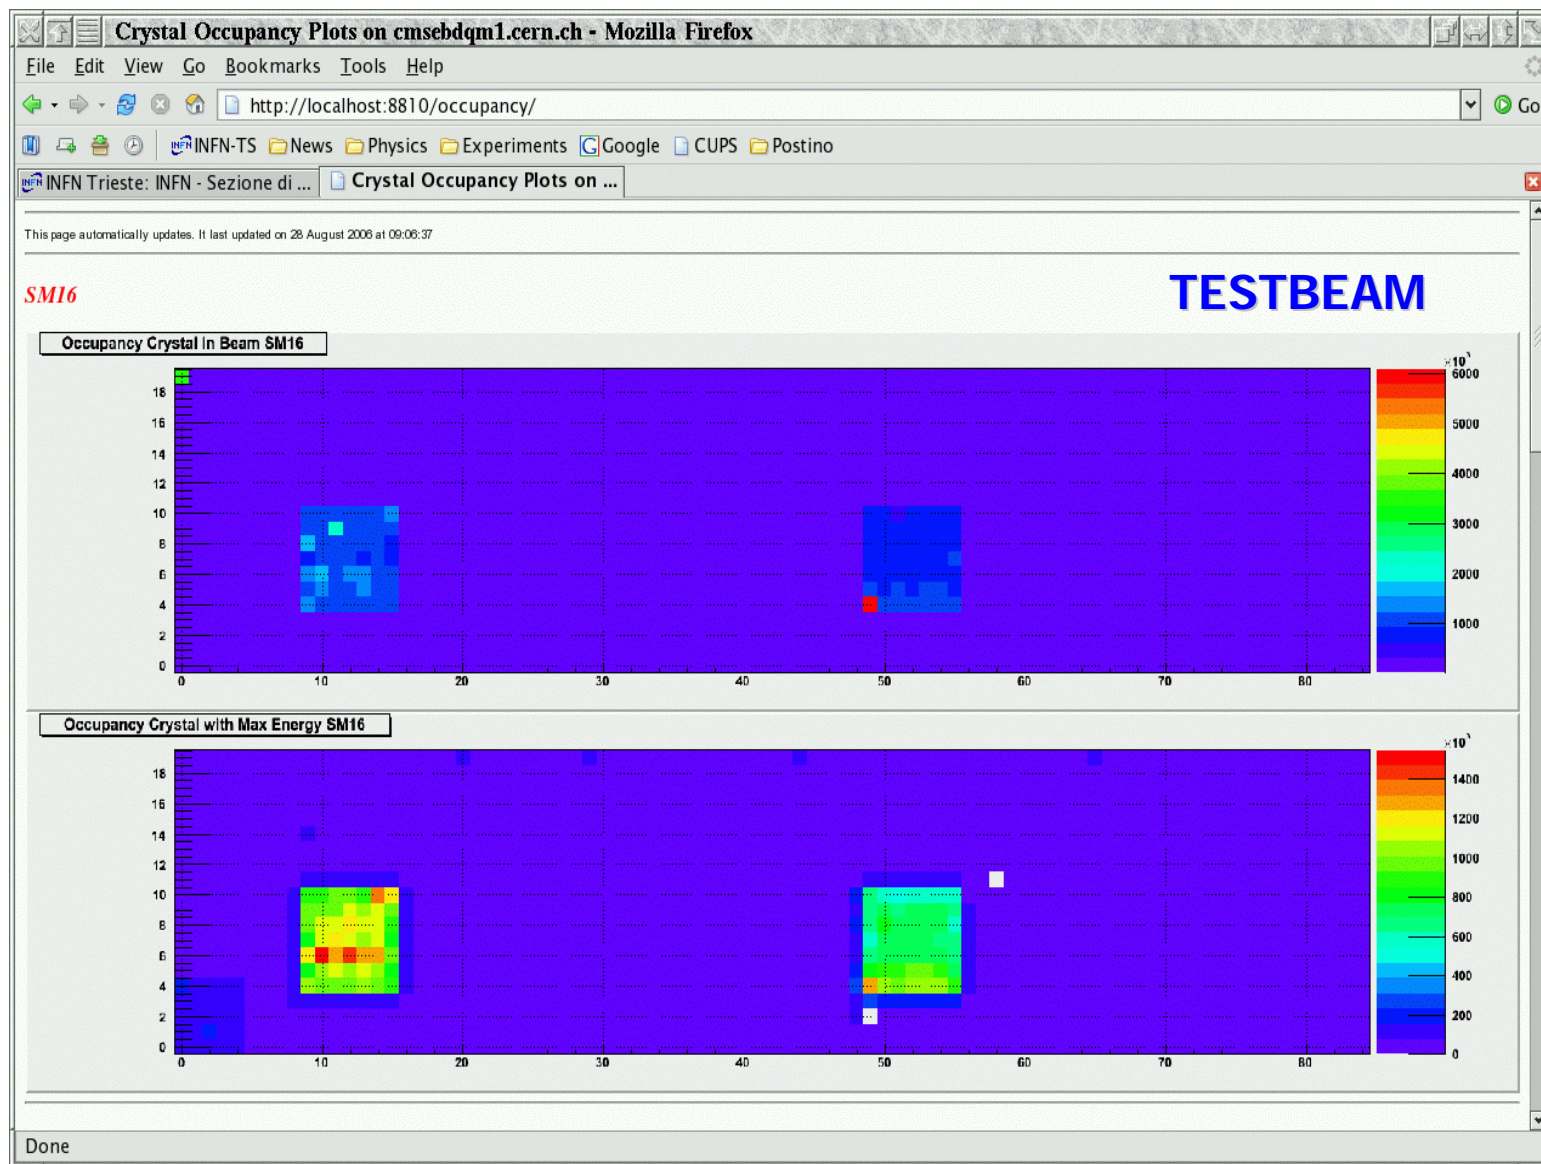 Crystal Occupancy Plots on cmsebdqm1.cern.ch - Mozilla Firefox
File Edit View Go Bookmarks Tools Help
http://localhost:8810/occupancy/ Go
INFN-TS News Physics Experiments Google CUPS Postino
INFN Trieste: INFN - Sezione di ... Crystal Occupancy Plots on ...
This page automatically updates. It last updated on 28 August 2006 at 09:06:37
SM16
TESTBEAM
Occupancy Crystal in Beam SM16
×10³
6000
18
16
5000
14
4000
12
10
3000
8
6
2000
4
1000
2
0
0 10 20 30 40 50 60 70 80
Occupancy Crystal with Max Energy SM16
×10³
18
1400
16
1200
14
1000
12
10
800
8
600
6
400
4
200
2
0
0
0 10 20 30 40 50 60 70 80
Done